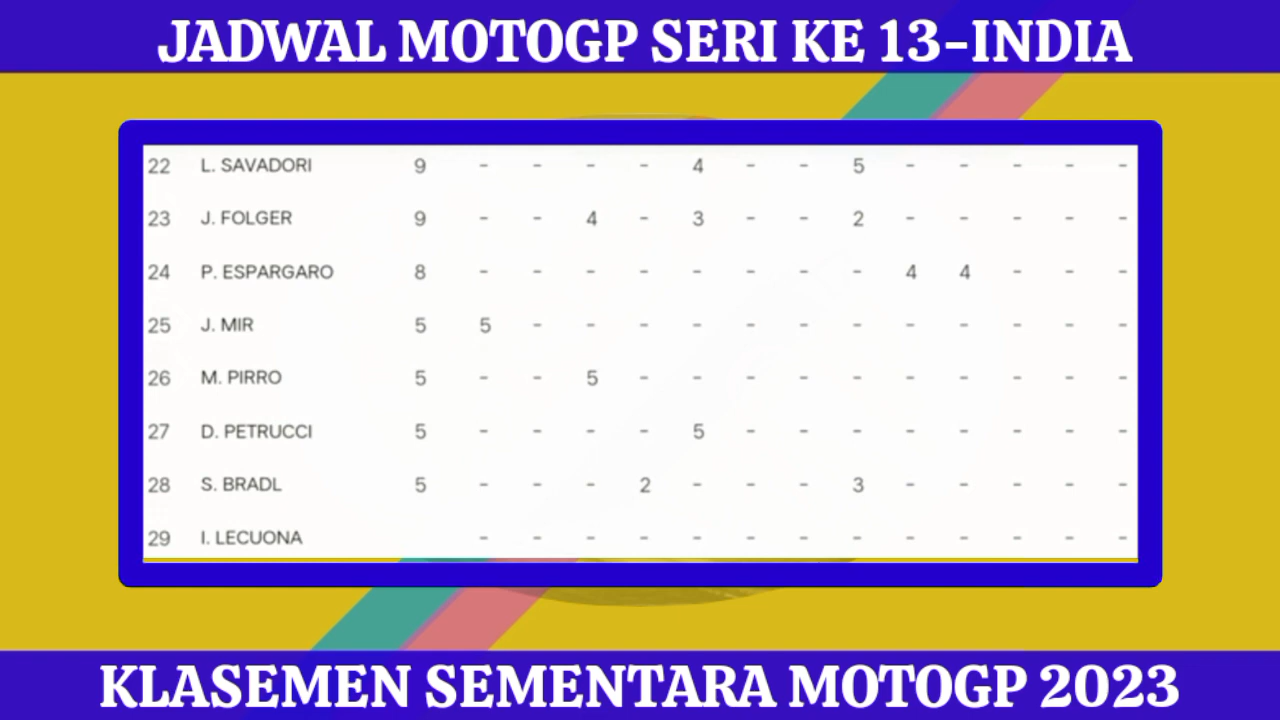 JADWAL MOTOGP SERI KE 13-INDIA
22 L. SAVADORI 9 - - - - 4 - - 5 - - - - -
23 J. FOLGER 9 - - 4 - 3 - - 2 - - - - -
24 P. ESPARGARO 8 - - - - - - - - 4 4 - - -
25 J. MIR 5 5 - - - - - - - - - - - -
26 M. PIRRO 5 - - 5 - - - - - - - - - -
27 D. PETRUCCI 5 - - - - 5 - - - - - - - -
28 S. BRADL 5 - - - 2 - - - 3 - - - - -
29 I. LECUONA - - - - - - - - - - - - -
KLASEMEN SEMENTARA MOTOGP 2023